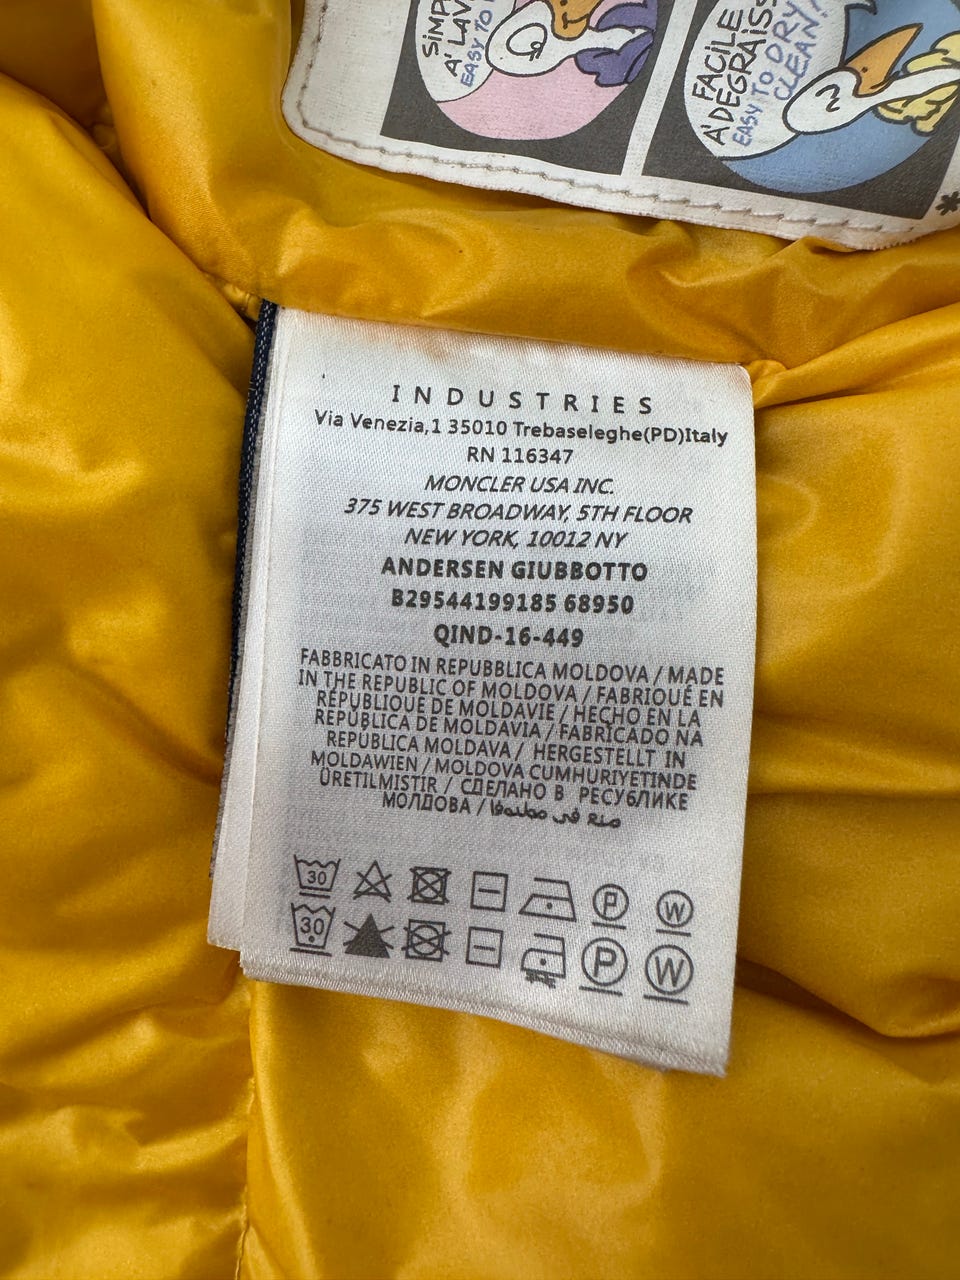 SIMP
A' LAV
EASY TO
FACILE
A' DÉGRAISS
EASY TO DRY
CLEAN!
*
INDUSTRIES
Via Venezia,1 35010 Trebaseleghe(PD)Italy
RN 116347
MONCLER USA INC.
375 WEST BROADWAY, 5TH FLOOR
NEW YORK, 10012 NY
ANDERSEN GIUBBOTTO
B29544199185 68950
QIND-16-449
FABBRICATO IN REPUBBLICA MOLDOVA / MADE
IN THE REPUBLIC OF MOLDOVA / FABRIQUÉ EN
RÉPUBLIQUE DE MOLDAVIE / HECHO EN LA
REPÚBLICA DE MOLDAVIA / FABRICADO NA
REPÚBLICA MOLDAVA / HERGESTELLT IN
MOLDAWIEN / MOLDOVA CUMHURIYETINDE
ÜRETILMISTIR / СДЕЛАНО В РЕСУБЛИКЕ
МОЛДОВА /
30 P W
30 P W